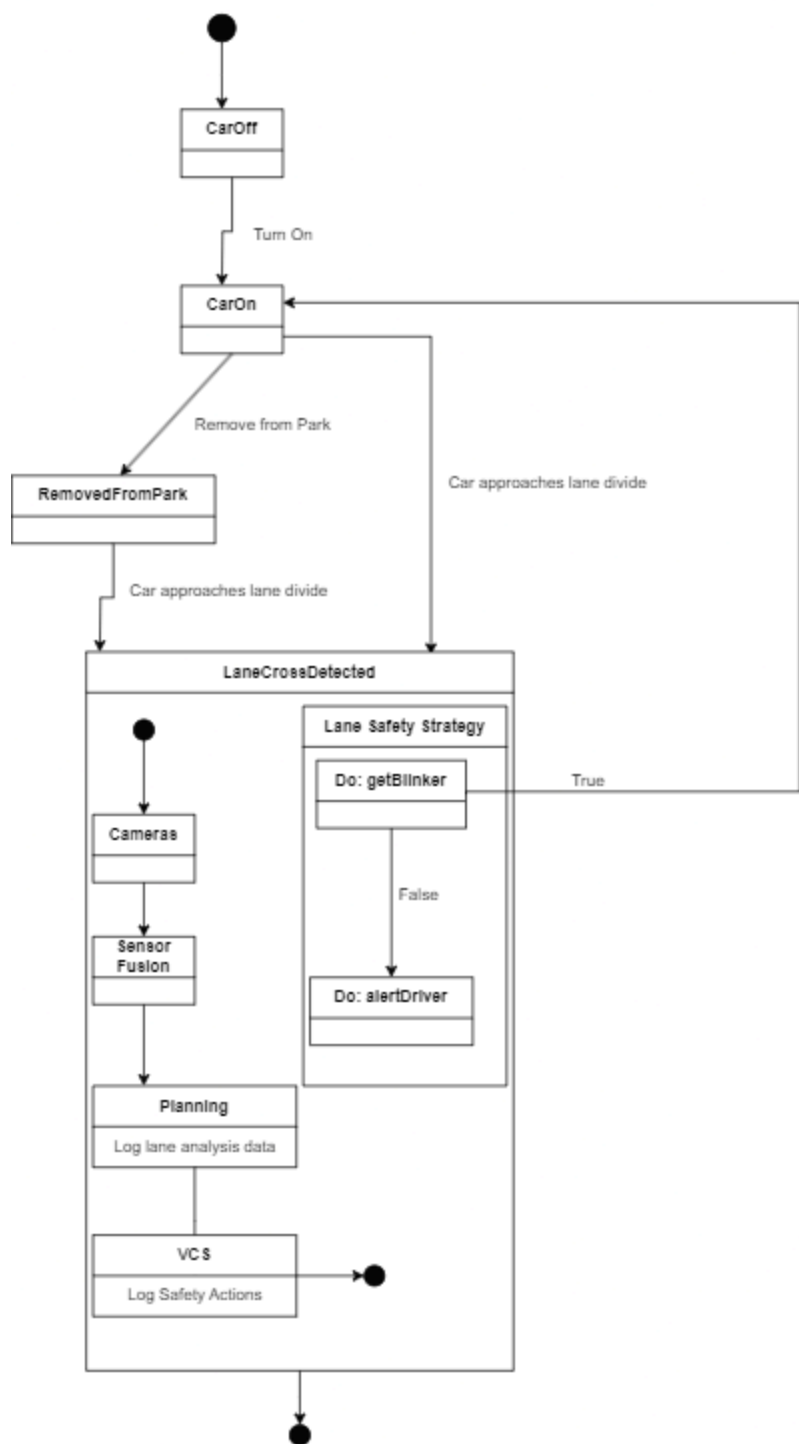 CarOff
Turn On
CarOn
Remove from Park
Car approaches lane divide
RemovedFromPark
Car approaches lane divide
LaneCrossDetected
Lane Safety Strategy
Do: getBlinker
True
Cameras
False
Sensor
Fusion
Do: alertDriver
Planning
Log lane analysis data
VCS
Log Safety Actions